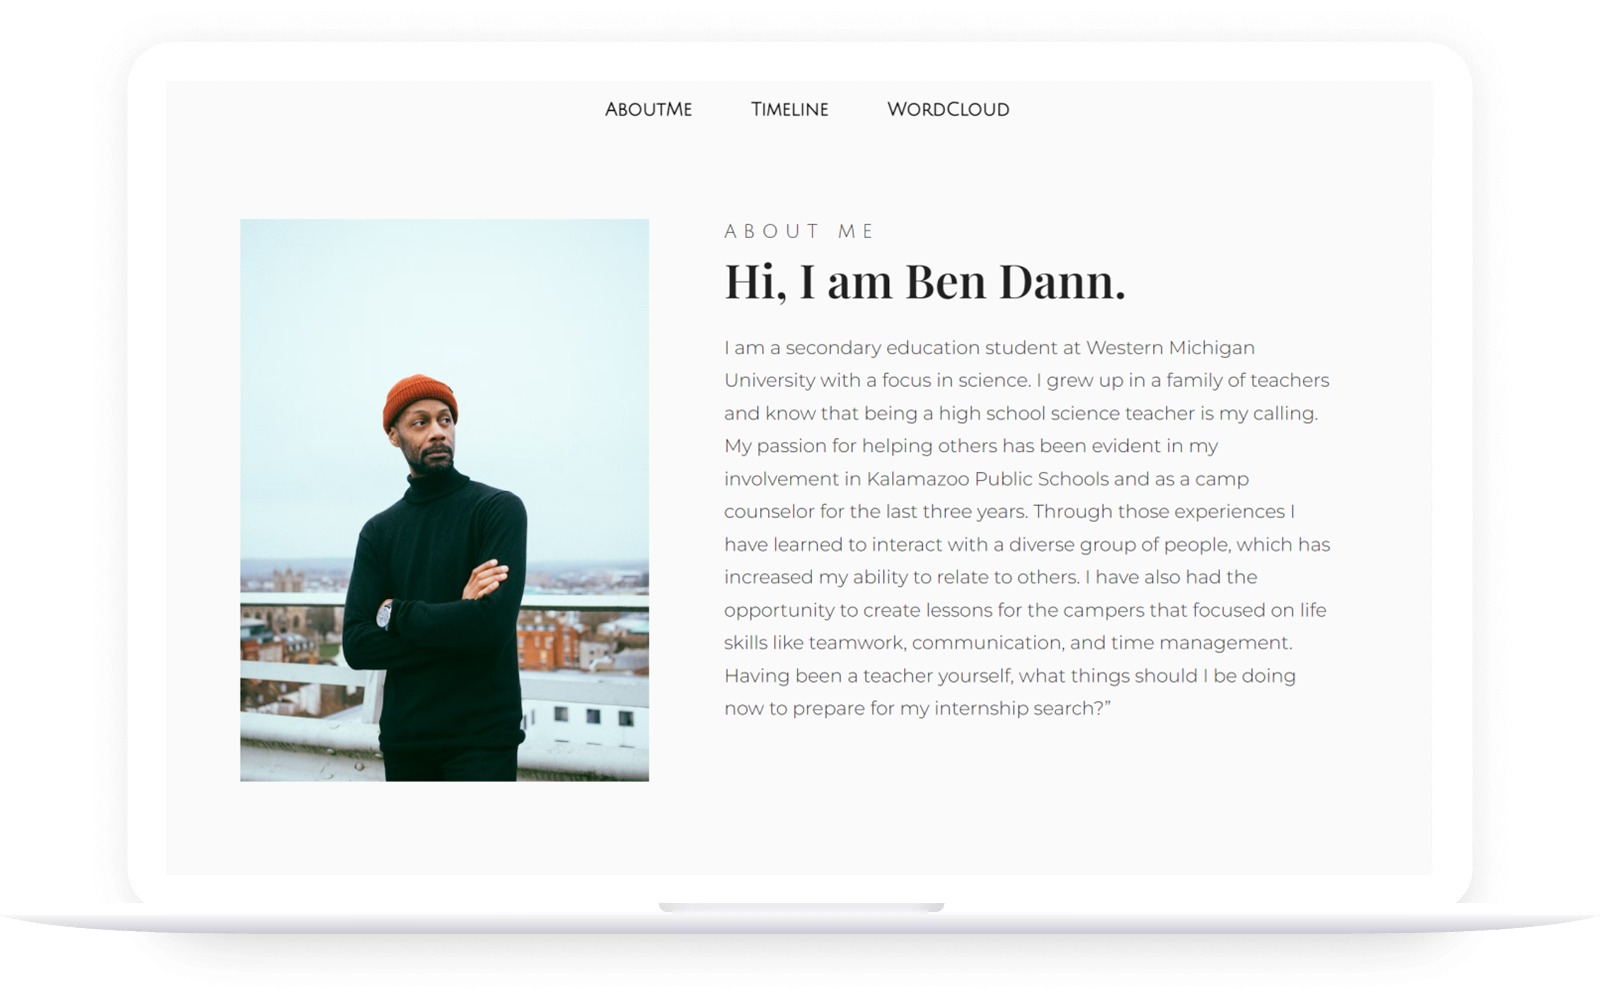 AboutMe Timeline WordCloud
ABOUT ME
Hi, I am Ben Dann.
I am a secondary education student at Western Michigan
University with a focus in science. I grew up in a family of teachers
and know that being a high school science teacher is my calling.
My passion for helping others has been evident in my
involvement in Kalamazoo Public Schools and as a camp
counselor for the last three years. Through those experiences I
have learned to interact with a diverse group of people, which has
increased my ability to relate to others. I have also had the
opportunity to create lessons for the campers that focused on life
skills like teamwork, communication, and time management.
Having been a teacher yourself, what things should I be doing
now to prepare for my internship search?”